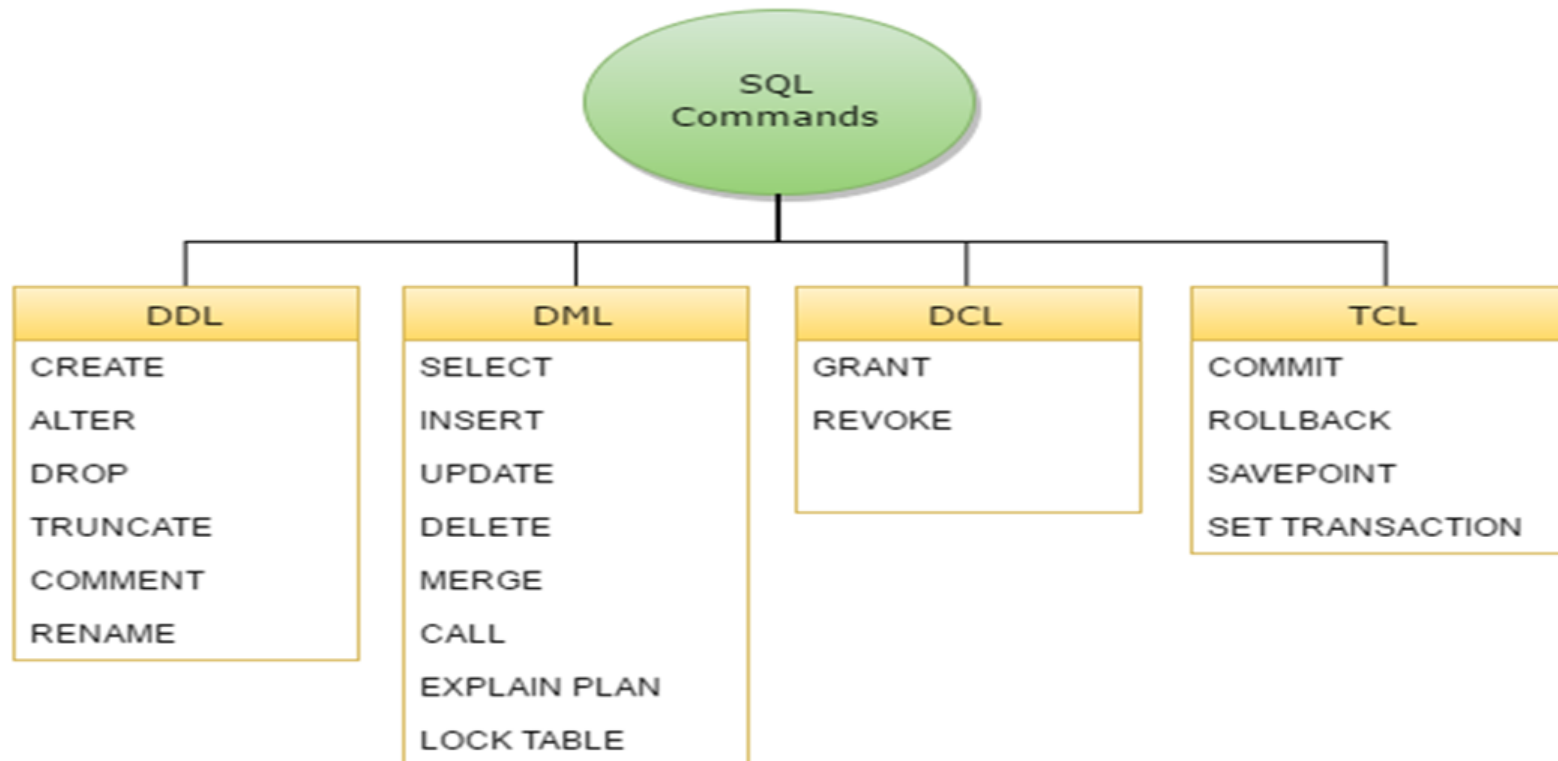 SQL
Commands
DDL
CREATE
ALTER
DROP
TRUNCATE
COMMENT
RENAME
DML
SELECT
INSERT
UPDATE
DELETE
MERGE
CALL
EXPLAIN PLAN
LOCK TABLE
DCL
GRANT
REVOKE
TCL
COMMIT
ROLLBACK
SAVEPOINT
SET TRANSACTION